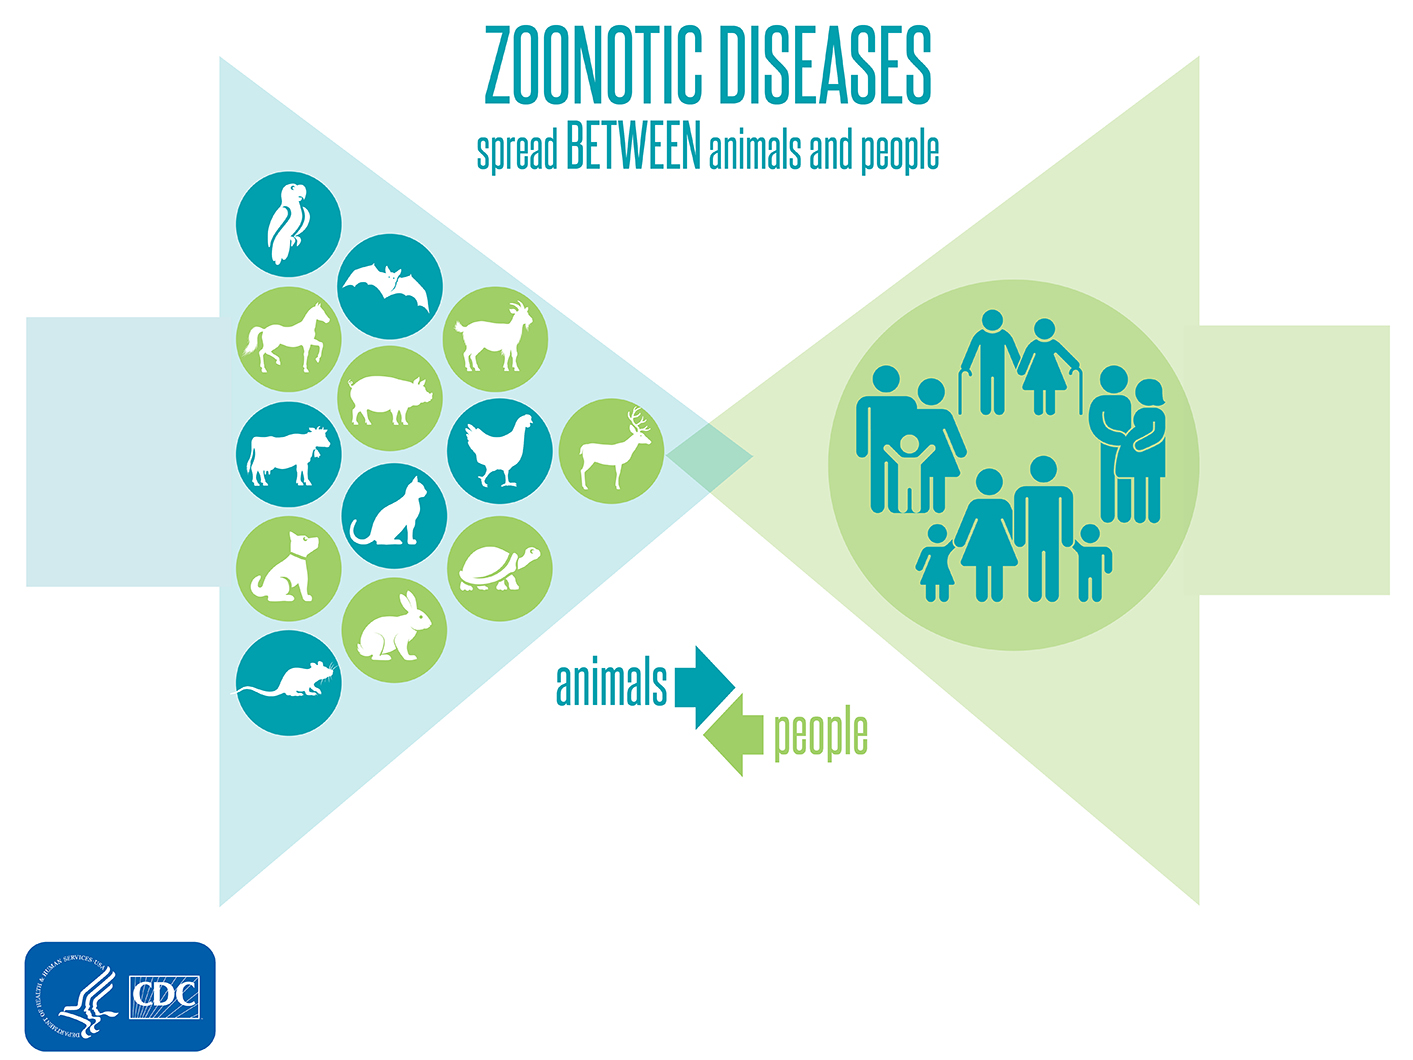 ZOONOTIC DISEASES
spread BETWEEN animals and people
animals
people
DEPARTMENT OF HEALTH & HUMAN SERVICES·USA
CDC